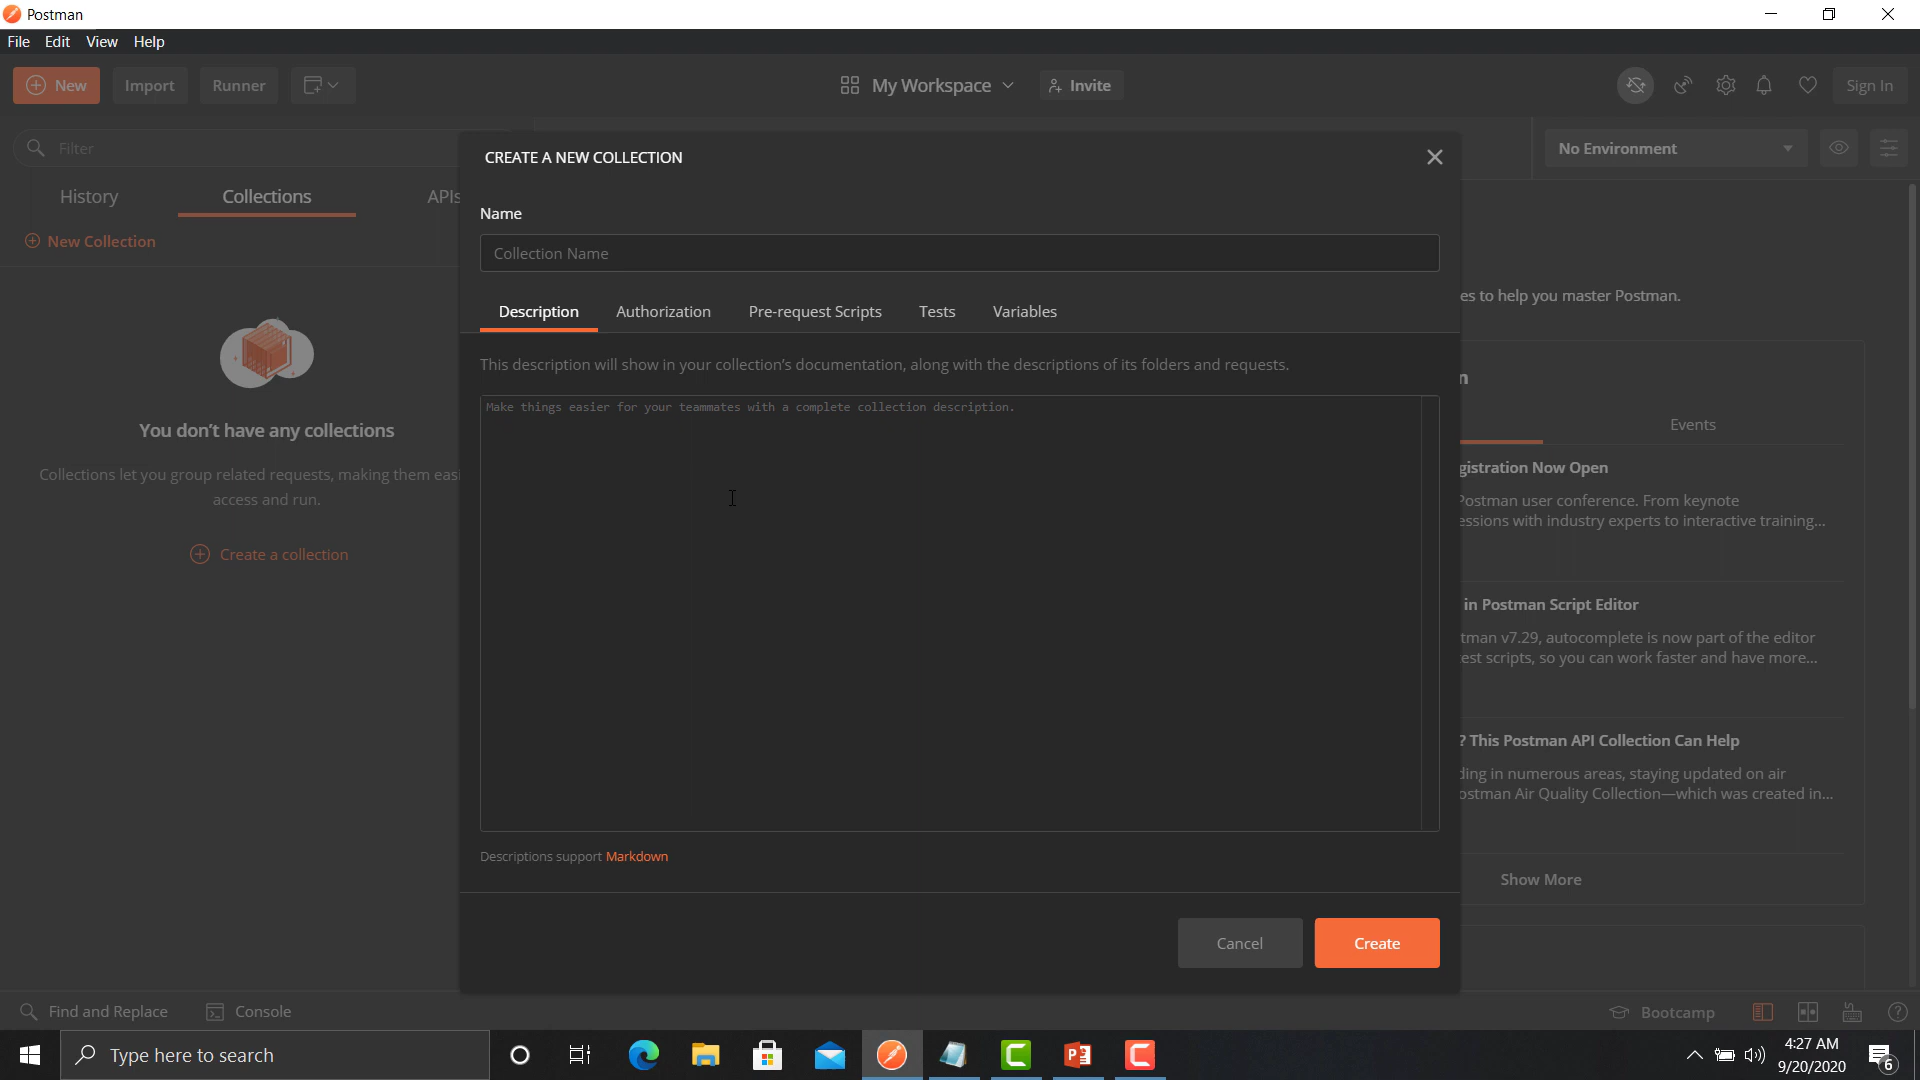 Postman
File Edit View Help
New Import Runner My Workspace Invite Sign In
Filter
No Environment
History Collections APIs
New Collection
You don't have any collections
Collections let you group related requests, making them easi
access and run.
Create a collection
CREATE A NEW COLLECTION
Name
Collection Name
Description Authorization Pre-request Scripts Tests Variables
This description will show in your collection's documentation, along with the descriptions of its folders and requests.
Make things easier for your teammates with a complete collection description.
Descriptions support Markdown
Cancel Create
es to help you master Postman.
n
Events
gistration Now Open
Postman user conference. From keynote
essions with industry experts to interactive training...
in Postman Script Editor
tman v7.29, autocomplete is now part of the editor
est scripts, so you can work faster and have more...
? This Postman API Collection Can Help
ding in numerous areas, staying updated on air
ostman Air Quality Collection—which was created in...
Show More
Find and Replace Console Bootcamp
Type here to search
4:27 AM
9/20/2020
6